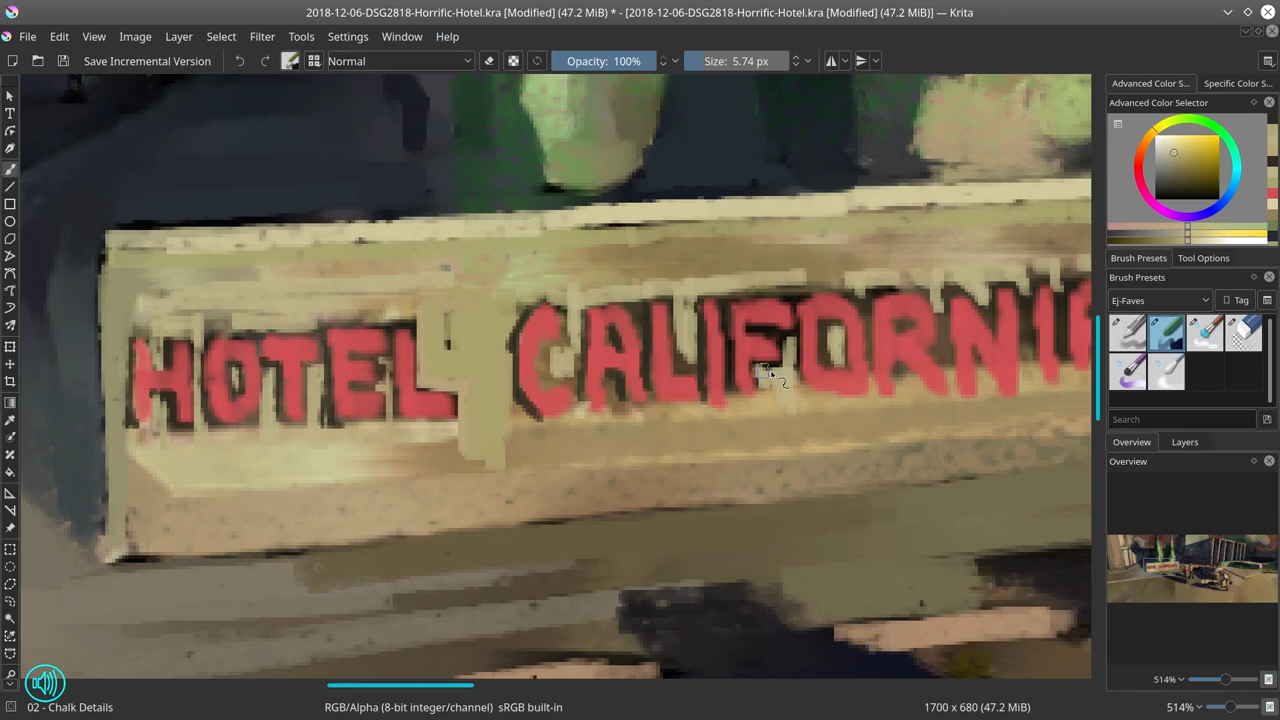 2018-12-06-DSG2818-Horrific-Hotel.kra [Modified] (47.2 MiB) * - [2018-12-06-DSG2818-Horrific-Hotel.kra [Modified] (47.2 MiB)] — Krita
File Edit View Image Layer Select Filter Tools Settings Window Help
Save Incremental Version Normal Opacity: 100% Size: 5.74 px
Advanced Color S... Specific Color S...
Advanced Color Selector
Brush Presets Tool Options
Brush Presets
Ej-Faves Tag
HOTEL CALIFORNIA
Search
Overview Layers
Overview
514%
02 - Chalk Details RGB/Alpha (8-bit integer/channel) sRGB built-in 1700 x 680 (47.2 MiB) 514%